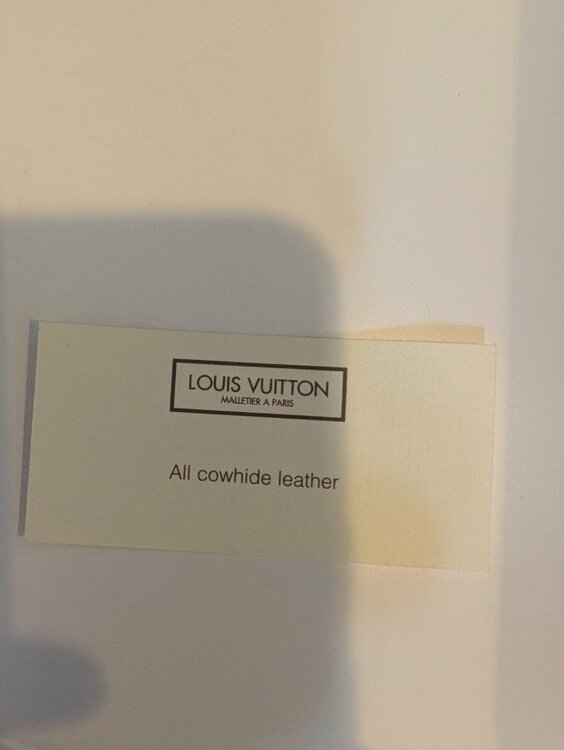 LOUIS VUITTON
MALLETIER A PARIS
All cowhide leather